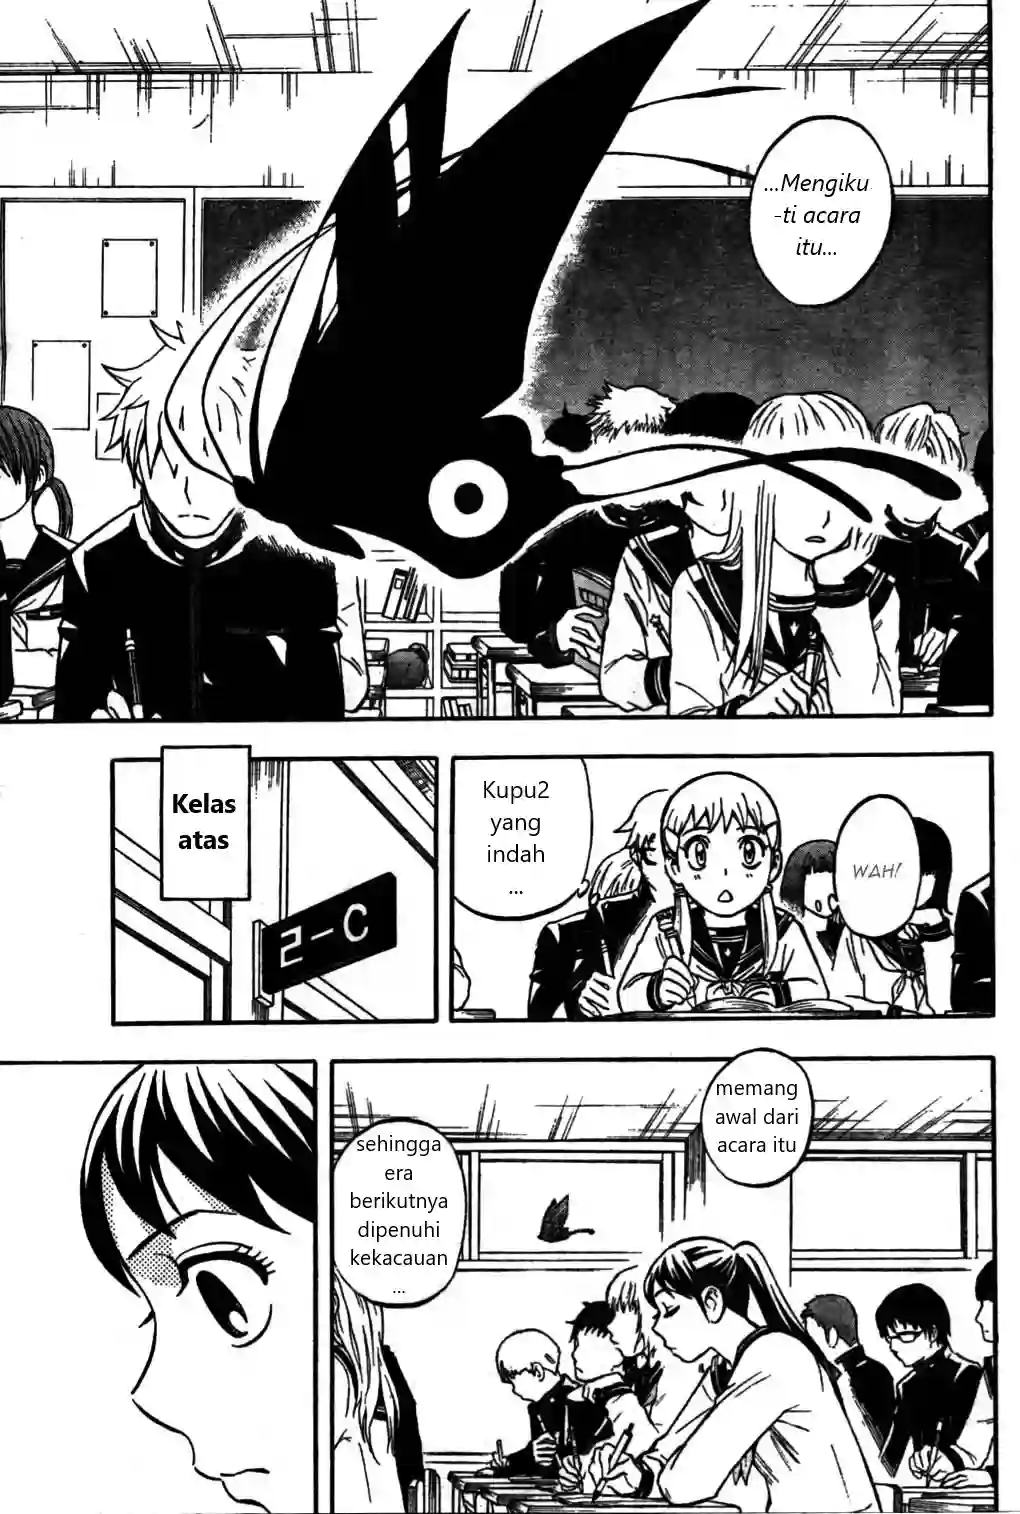 ...Mengiku
-ti acara
itu...
WAH!
Kupu2
yang
indah
...
Kelas
atas
2-C
memang
awal dari
acara itu
sehingga
era
berikutnya
dipenuhi
kekacauan
...